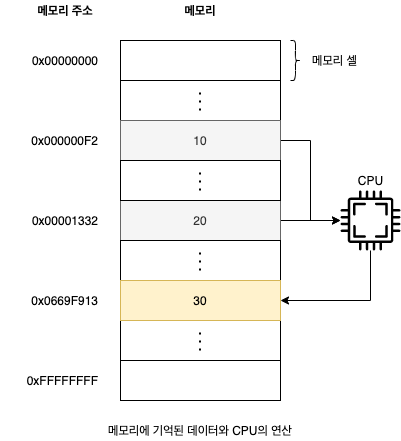 메모리 주소 메모리
0x00000000 메모리 셀
0x000000F2 10
CPU
0x00001332 20
0x0669F913 30
0xFFFFFFFF
메모리에 기억된 데이터와 CPU의 연산